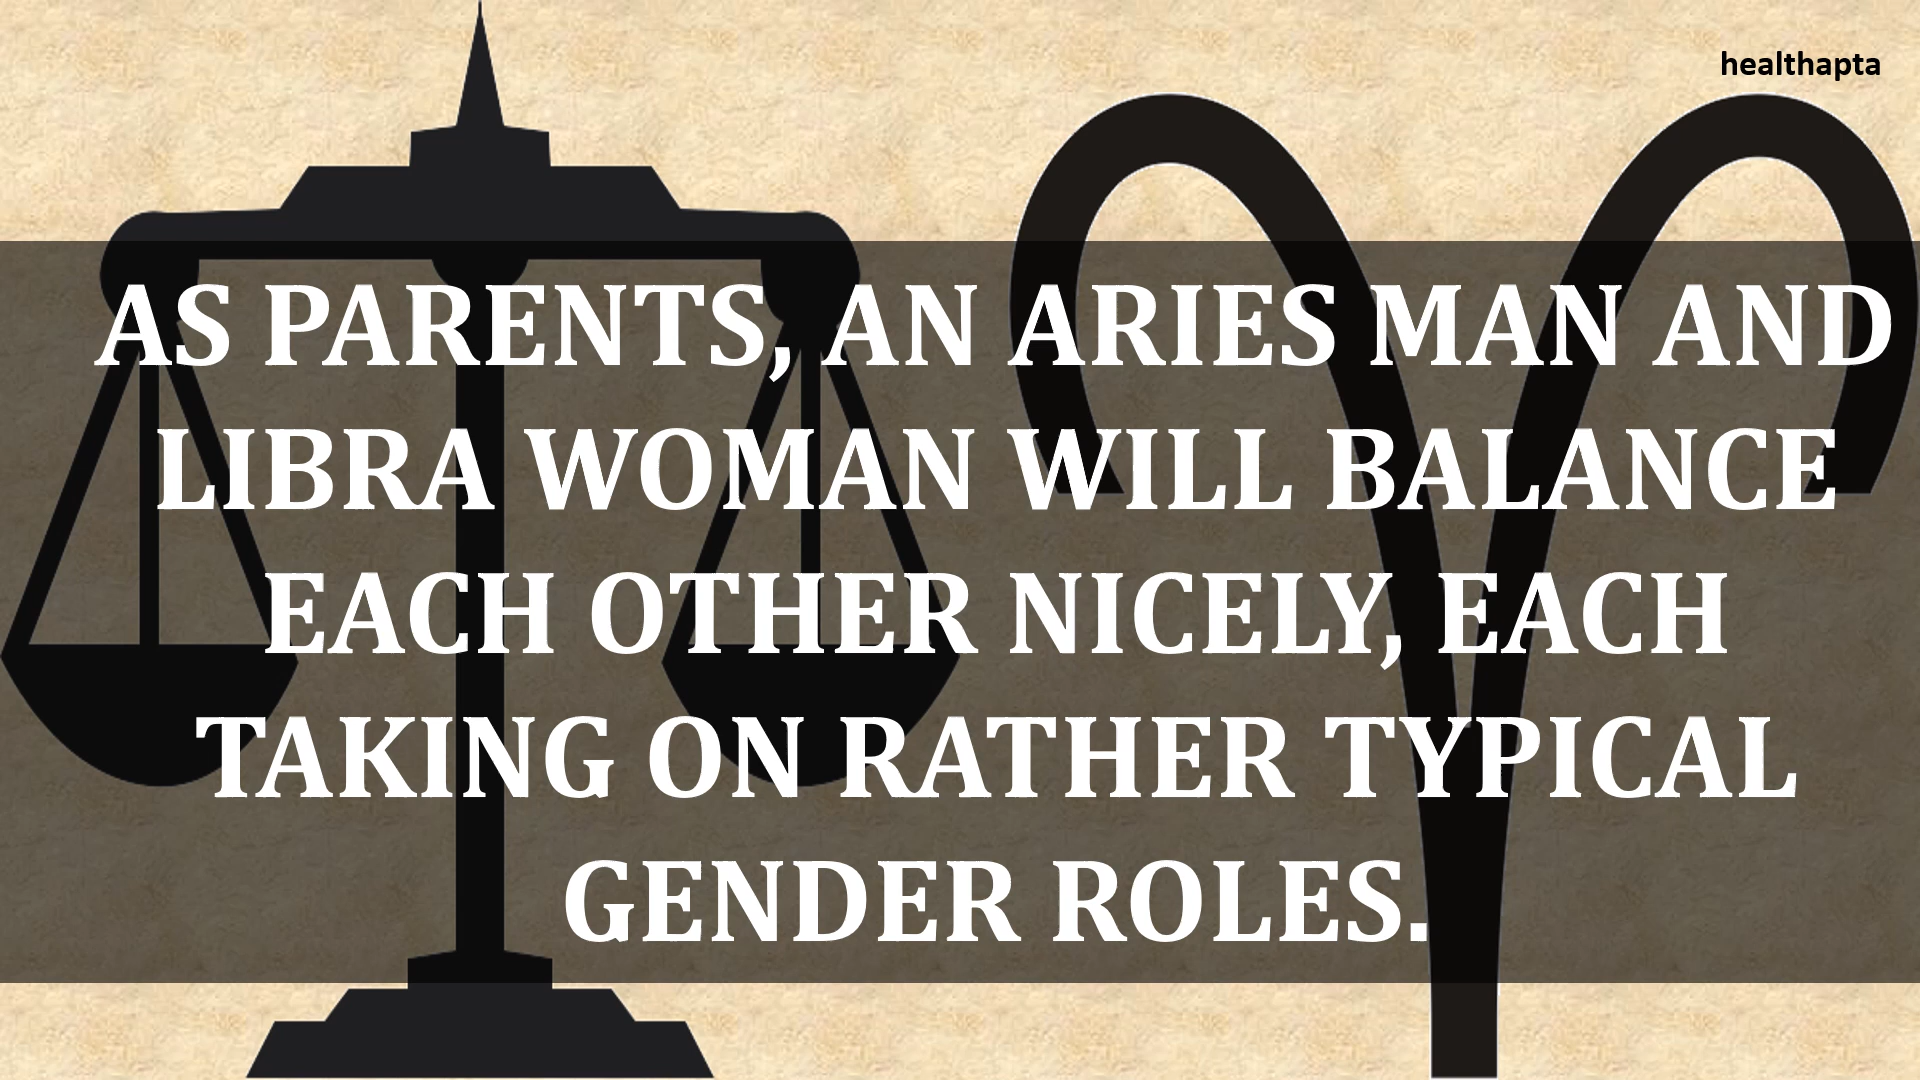 healthapta
AS PARENTS, AN ARIES MAN AND
LIBRA WOMAN WILL BALANCE
EACH OTHER NICELY, EACH
TAKING ON RATHER TYPICAL
GENDER ROLES.